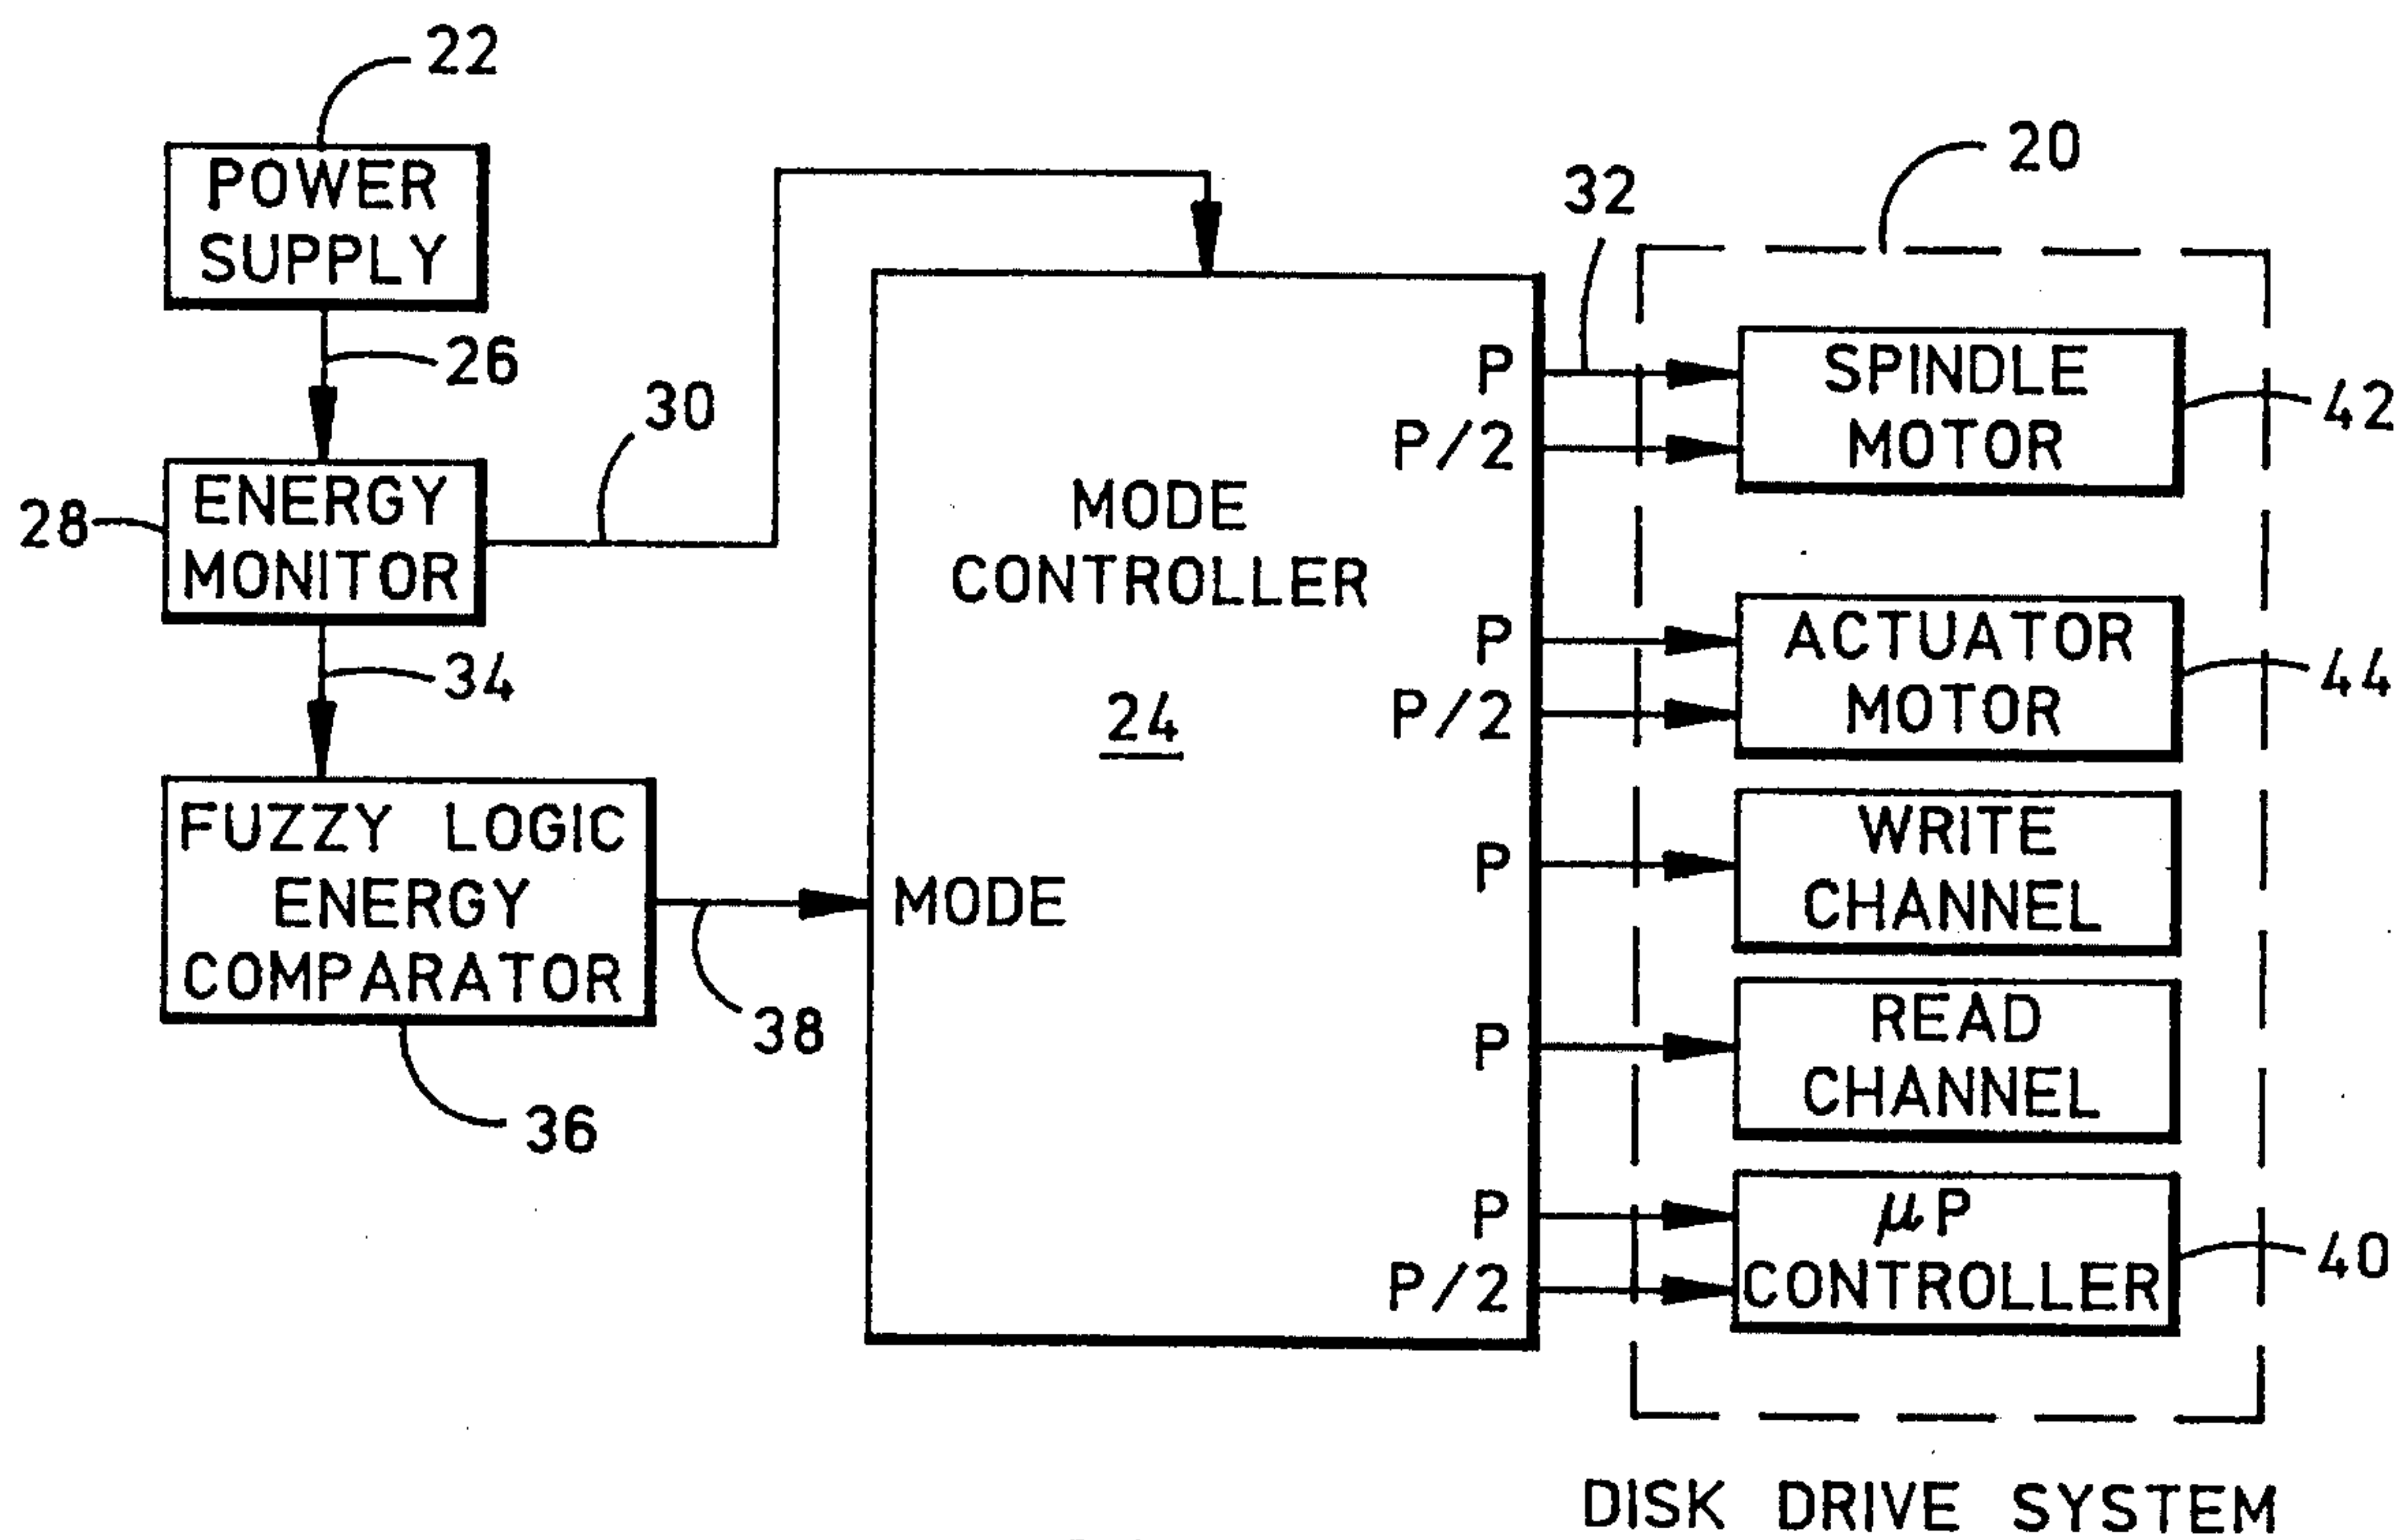 22
POWER
SUPPLY
26
28
ENERGY
MONITOR
30
34
FUZZY LOGIC
ENERGY
COMPARATOR
36
38
MODE
MODE
CONTROLLER
24
32
20
P
P/2
SPINDLE
MOTOR
42
P
P/2
ACTUATOR
MOTOR
44
P
WRITE
CHANNEL
P
READ
CHANNEL
P
P/2
µP
CONTROLLER
40
DISK DRIVE SYSTEM